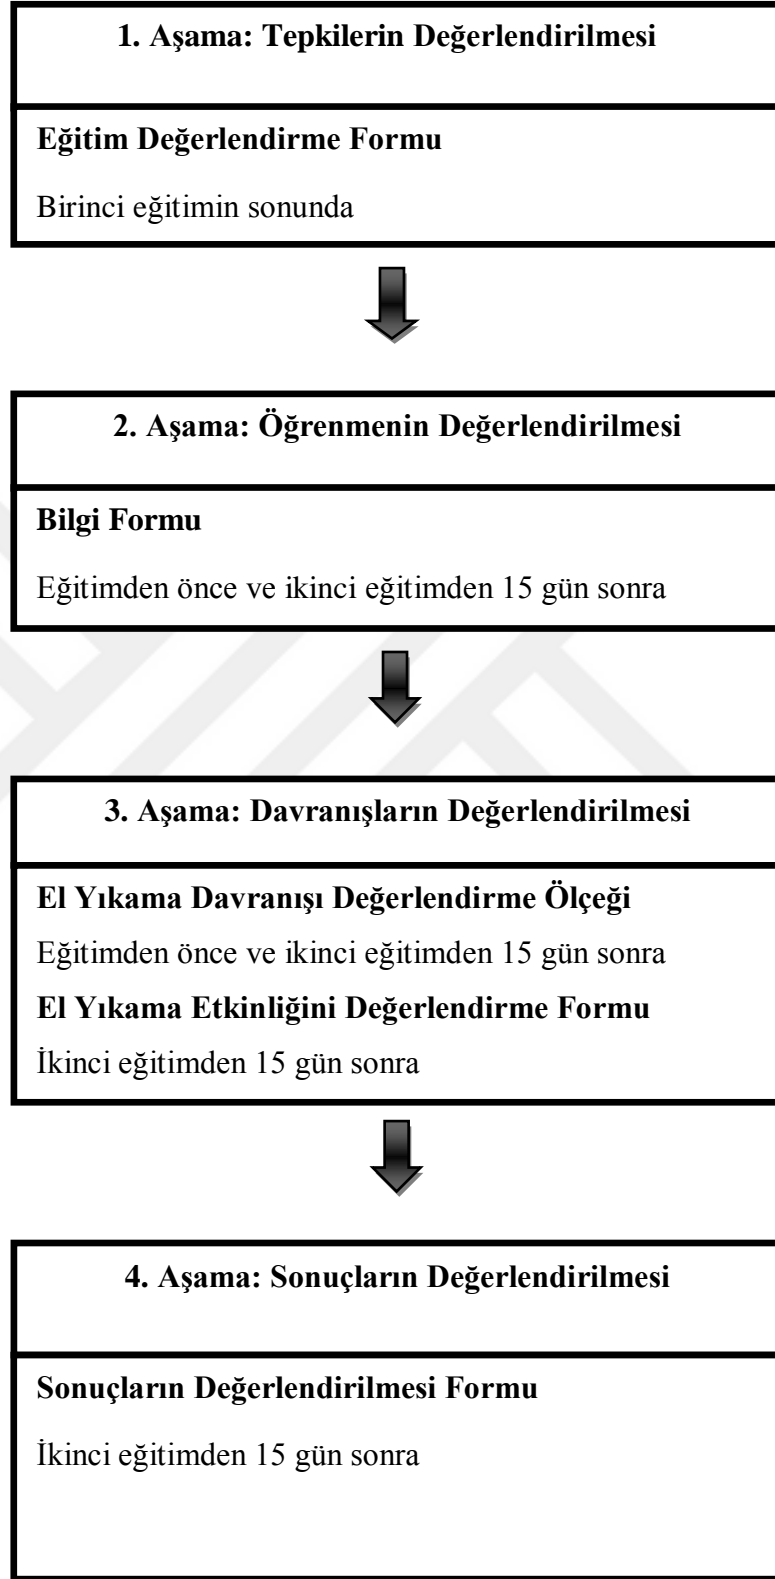 1. Aşama: Tepkilerin Değerlendirilmesi
Eğitim Değerlendirme Formu
Birinci eğitimin sonunda
2. Aşama: Öğrenmenin Değerlendirilmesi
Bilgi Formu
Eğitimden önce ve ikinci eğitimden 15 gün sonra
3. Aşama: Davranışların Değerlendirilmesi
El Yıkama Davranışı Değerlendirme Ölçeği
Eğitimden önce ve ikinci eğitimden 15 gün sonra
El Yıkama Etkinliğini Değerlendirme Formu
İkinci eğitimden 15 gün sonra
4. Aşama: Sonuçların Değerlendirilmesi
Sonuçların Değerlendirilmesi Formu
İkinci eğitimden 15 gün sonra